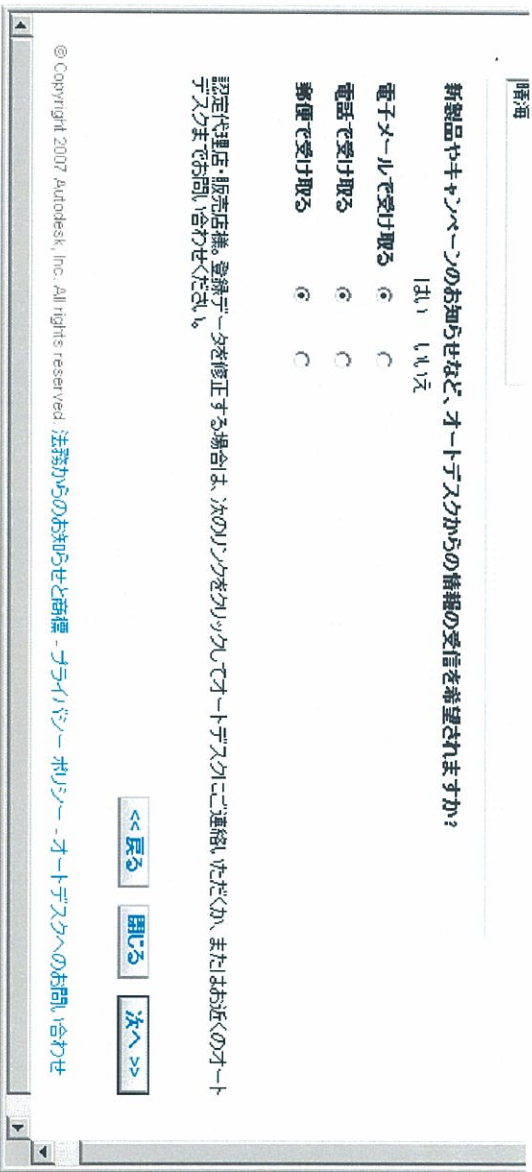 晴海
新製品やキャンペーンのお知らせなど、オートデスクからの情報の受信を希望されますか?
はい いいえ
電子メールで受け取る
電話で受け取る
郵便で受け取る
認定代理店・販売店様。登録データを修正する場合は、次のリンクをクリックしてオートデスクにご連絡いただくか、またはお近くのオート
デスクまでお問い合わせください。
<< 戻る 閉じる 次へ >>
© Copyright 2007 Autodesk, Inc. All rights reserved. 法務からのお知らせと商標 - プライバシー ポリシー - オートデスクへのお問い合わせ